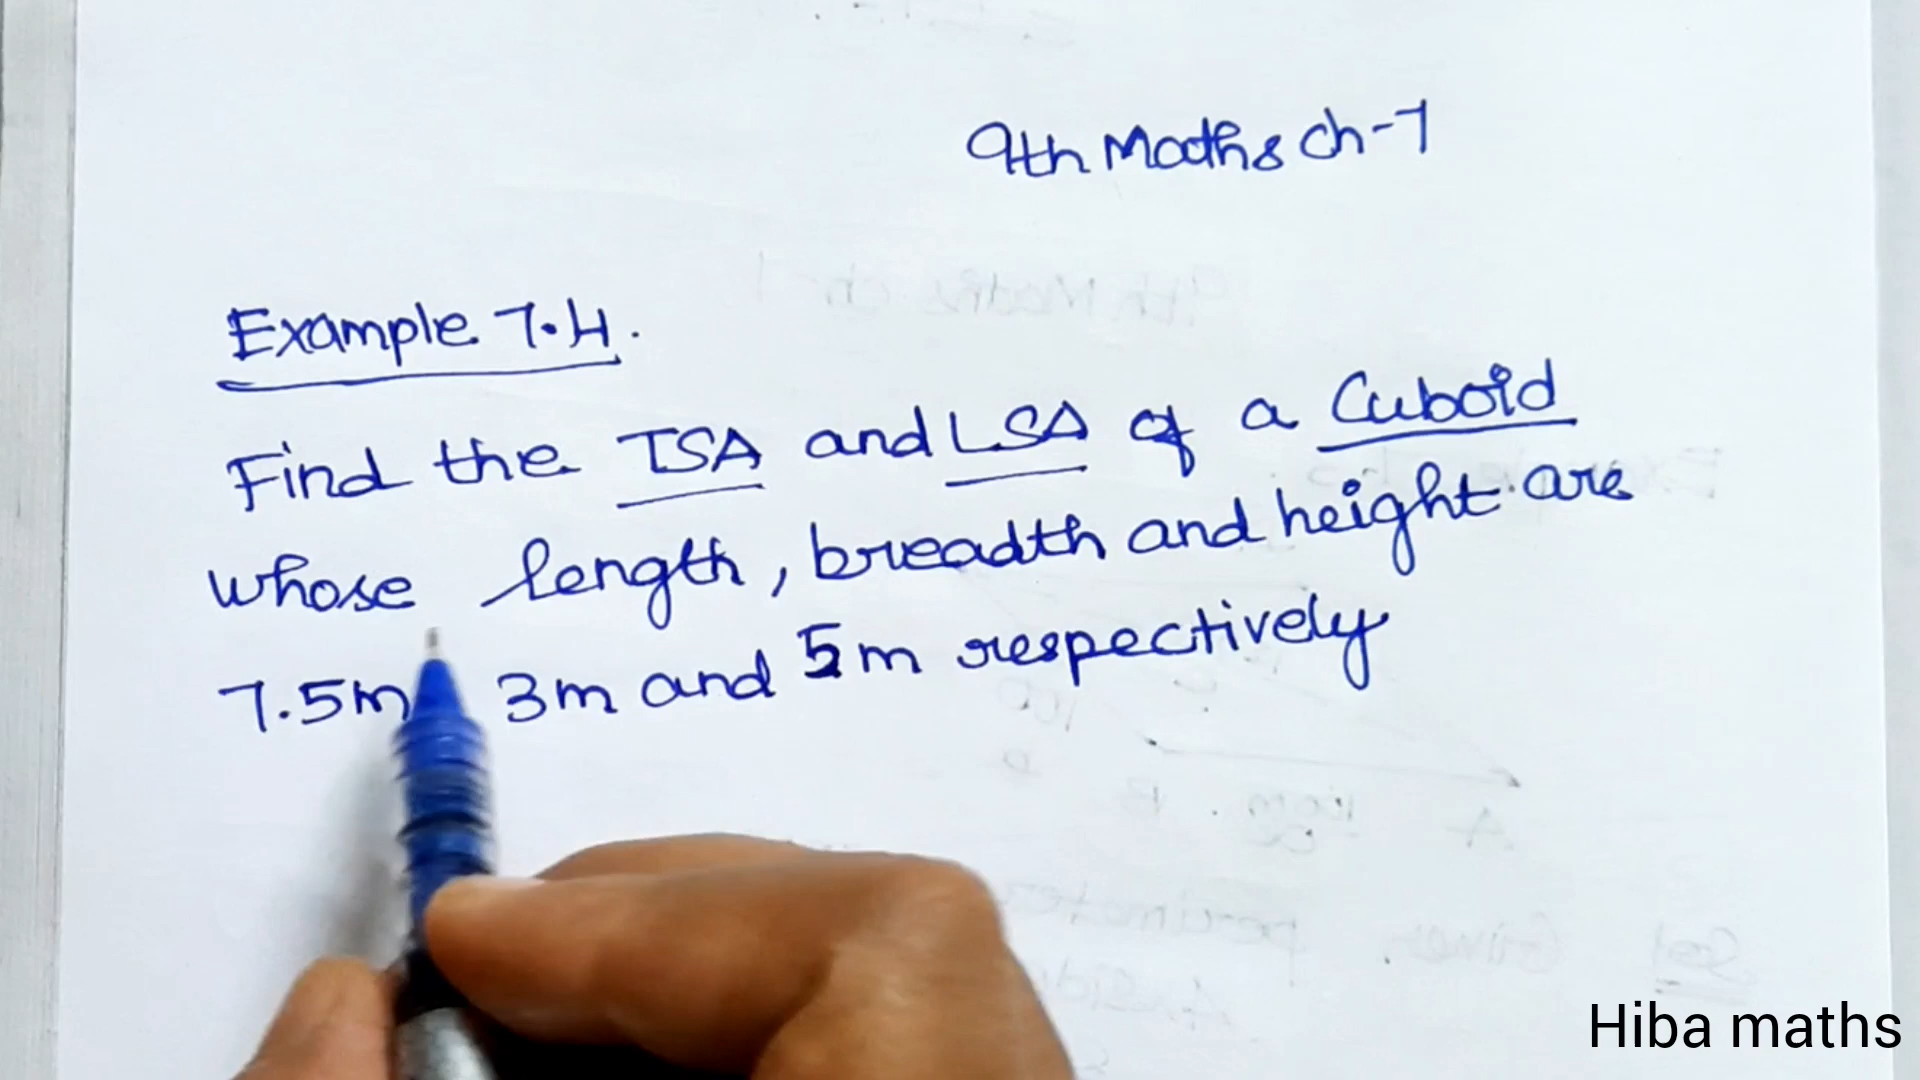 9th Maths Ch-7
Example 7.4.
Find the TSA and LSA of a Cuboid
whose length, breadth and height are
7.5m 3m and 5m respectively
Hiba maths